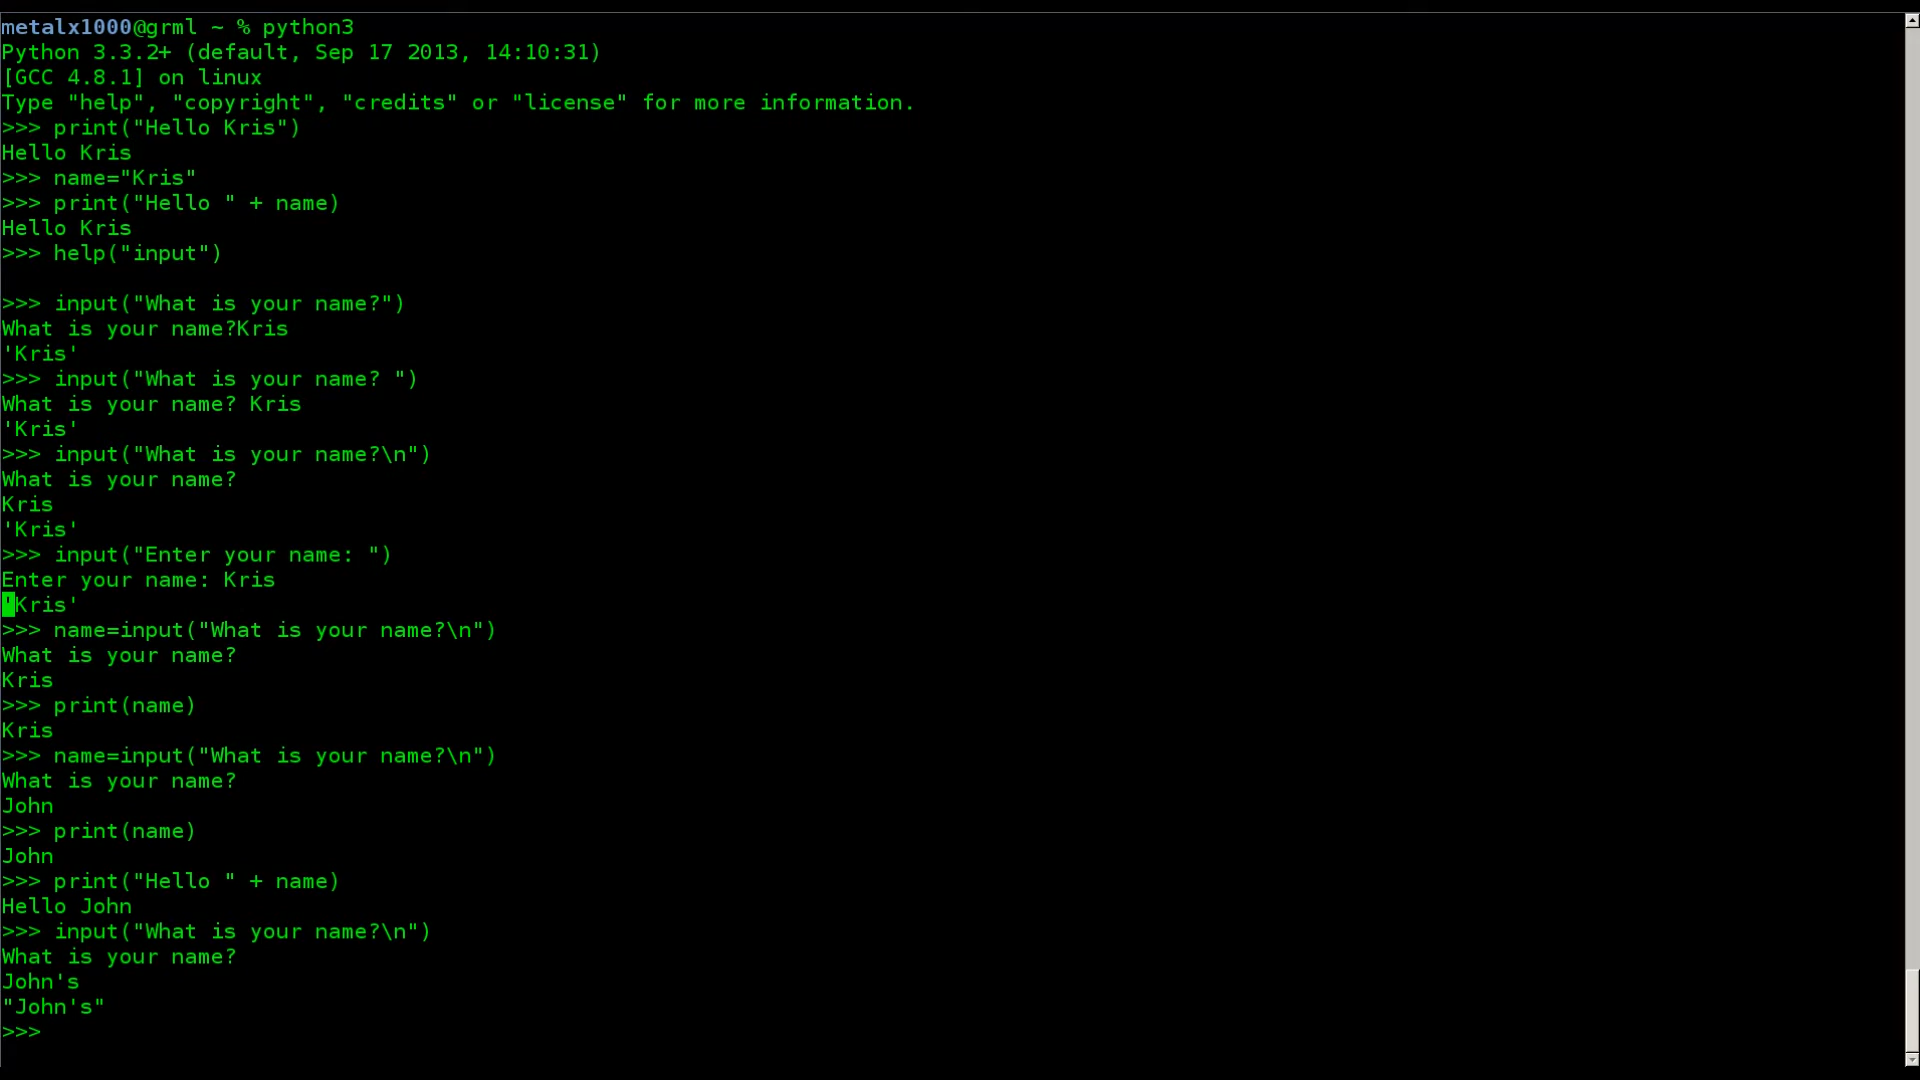 metalx1000@grml ~ % python3
Python 3.3.2+ (default, Sep 17 2013, 14:10:31)
[GCC 4.8.1] on linux
Type "help", "copyright", "credits" or "license" for more information.
>>> print("Hello Kris")
Hello Kris
>>> name="Kris"
>>> print("Hello " + name)
Hello Kris
>>> help("input")

>>> input("What is your name?")
What is your name?Kris
'Kris'
>>> input("What is your name? ")
What is your name? Kris
'Kris'
>>> input("What is your name?\n")
What is your name?
Kris
'Kris'
>>> input("Enter your name: ")
Enter your name: Kris
'Kris'
>>> name=input("What is your name?\n")
What is your name?
Kris
>>> print(name)
Kris
>>> name=input("What is your name?\n")
What is your name?
John
>>> print(name)
John
>>> print("Hello " + name)
Hello John
>>> input("What is your name?\n")
What is your name?
John's
"John's"
>>>